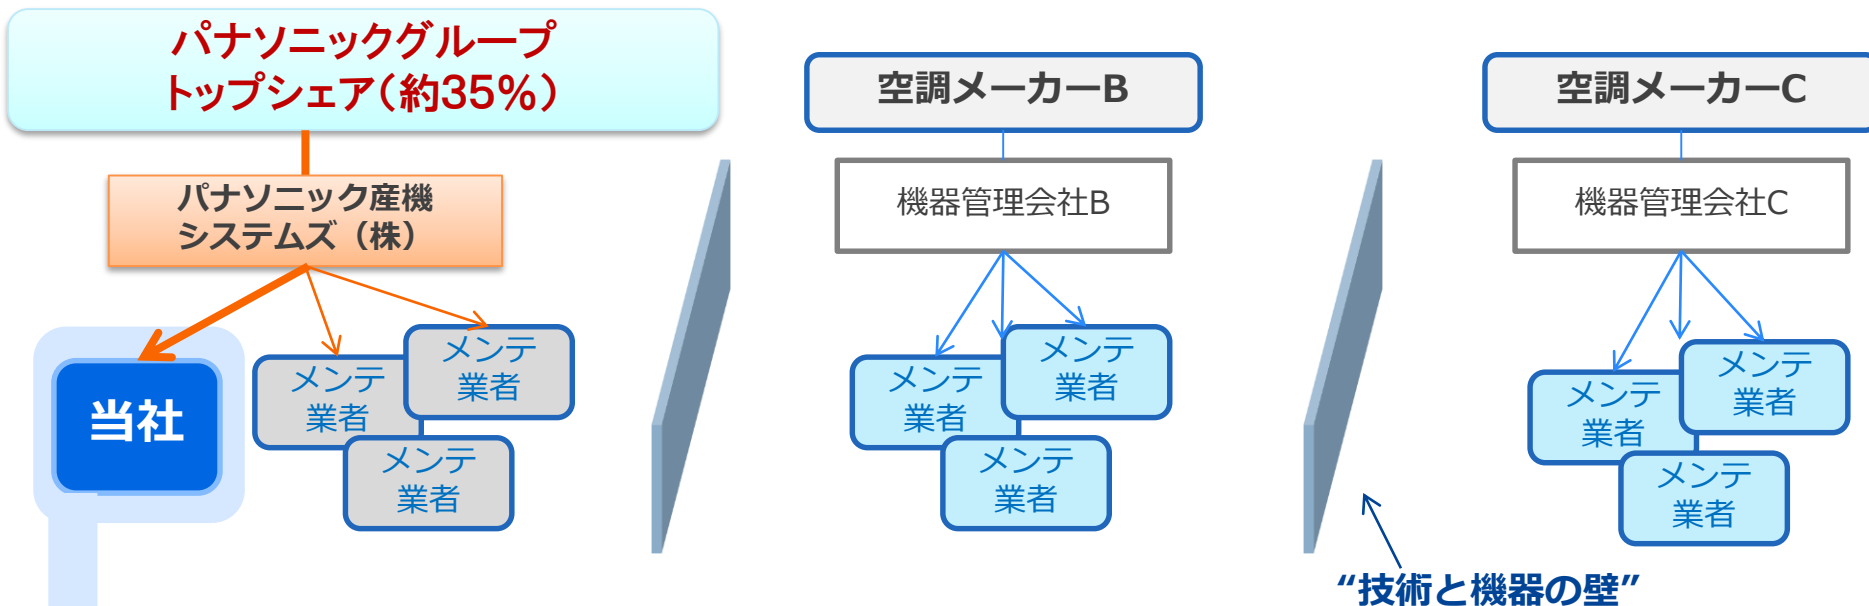 パナソニックグループ
トップシェア（約35％）
パナソニック産機
システムズ（株）
当社
メンテ
業者
メンテ
業者
メンテ
業者
空調メーカーB
機器管理会社B
メンテ
業者
メンテ
業者
メンテ
業者
空調メーカーC
機器管理会社C
メンテ
業者
メンテ
業者
メンテ
業者
“技術と機器の壁”